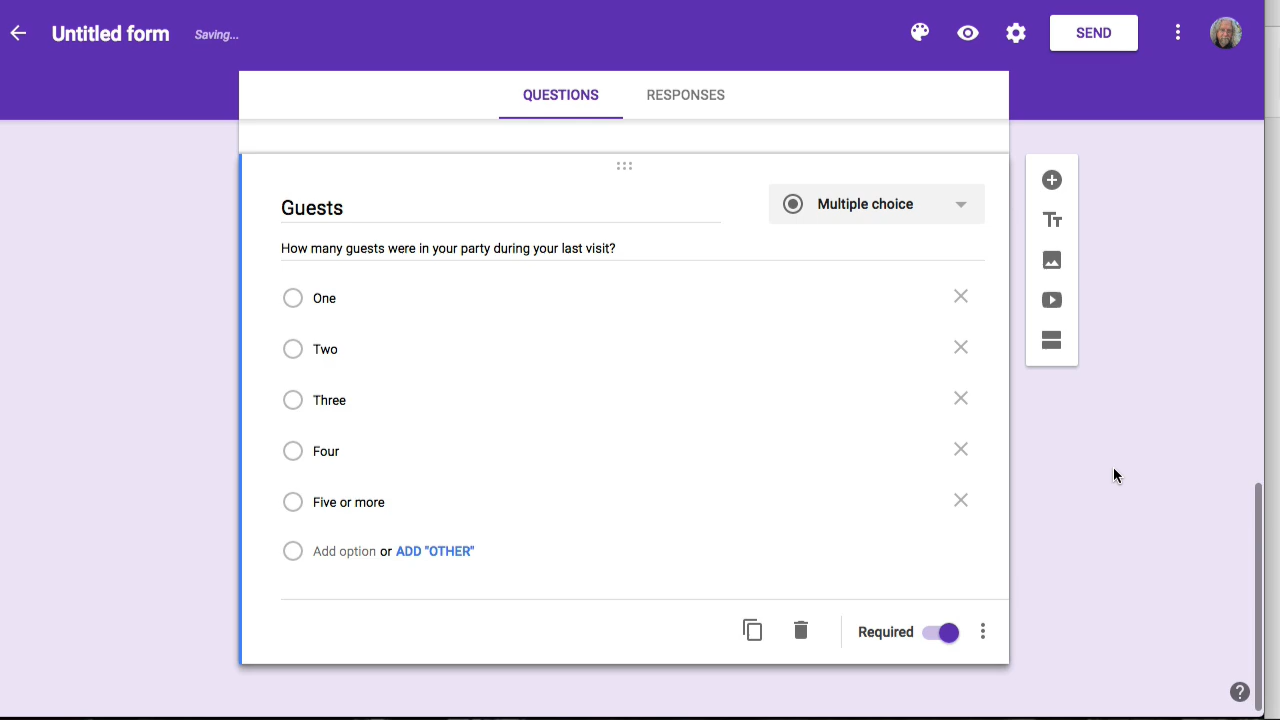 Untitled form
Saving...
SEND
QUESTIONS
RESPONSES
Guests
Multiple choice
How many guests were in your party during your last visit?
One
Two
Three
Four
Five or more
Add option or ADD "OTHER"
Required